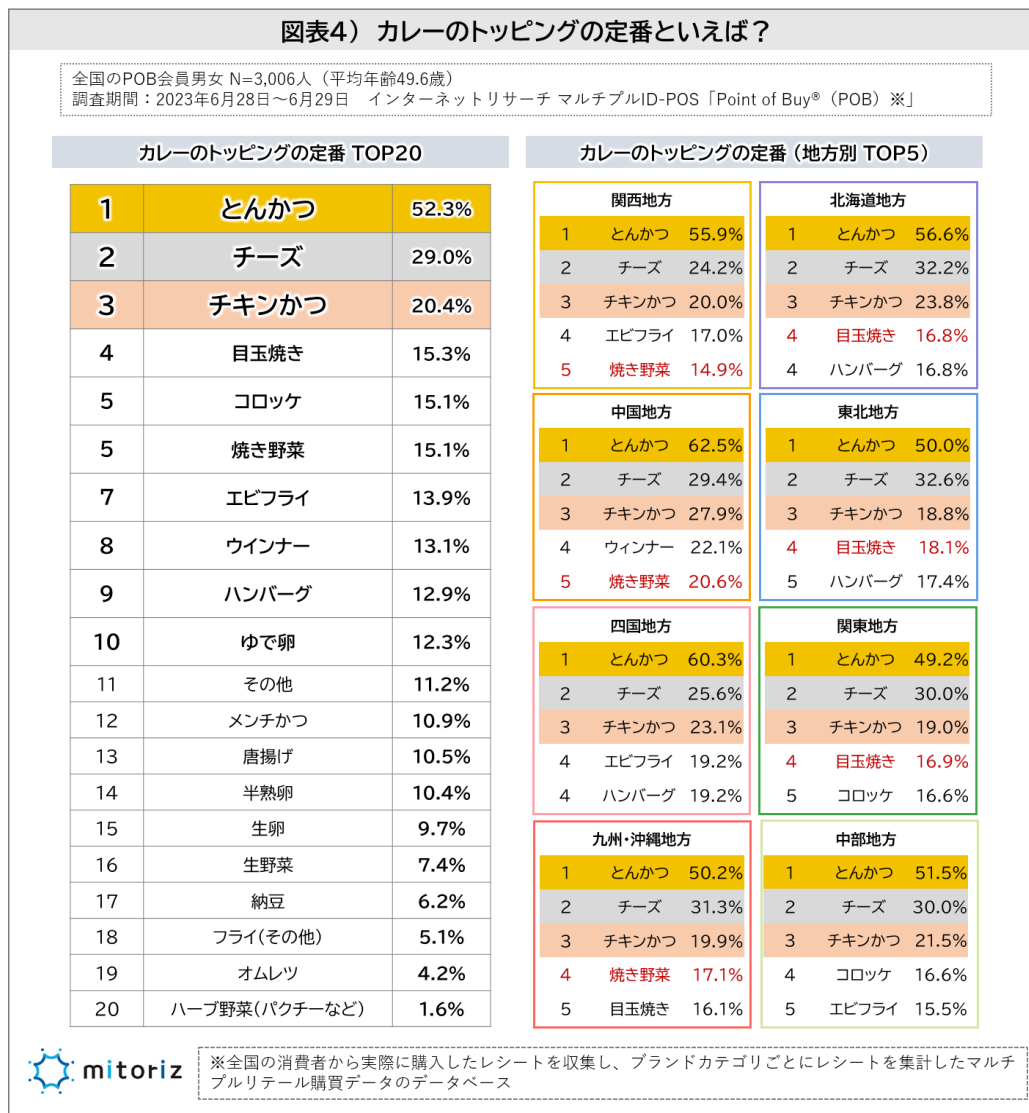 図表4） カレーのトッピングの定番といえば？
全国のPOB会員男女 N=3,006人（平均年齢49.6歳）
調査期間：2023年6月28日～6月29日　インターネットリサーチ マルチプルID-POS「Point of Buy®（POB）※」
カレーのトッピングの定番 TOP20
1 とんかつ 52.3%
2 チーズ 29.0%
3 チキンかつ 20.4%
4 目玉焼き 15.3%
5 コロッケ 15.1%
5 焼き野菜 15.1%
7 エビフライ 13.9%
8 ウインナー 13.1%
9 ハンバーグ 12.9%
10 ゆで卵 12.3%
11 その他 11.2%
12 メンチかつ 10.9%
13 唐揚げ 10.5%
14 半熟卵 10.4%
15 生卵 9.7%
16 生野菜 7.4%
17 納豆 6.2%
18 フライ(その他) 5.1%
19 オムレツ 4.2%
20 ハーブ野菜(パクチーなど) 1.6%
カレーのトッピングの定番（地方別 TOP5）
関西地方
1 とんかつ 55.9%
2 チーズ 24.2%
3 チキンかつ 20.0%
4 エビフライ 17.0%
5 焼き野菜 14.9%
北海道地方
1 とんかつ 56.6%
2 チーズ 32.2%
3 チキンかつ 23.8%
4 目玉焼き 16.8%
4 ハンバーグ 16.8%
中国地方
1 とんかつ 62.5%
2 チーズ 29.4%
3 チキンかつ 27.9%
4 ウィンナー 22.1%
5 焼き野菜 20.6%
東北地方
1 とんかつ 50.0%
2 チーズ 32.6%
3 チキンかつ 18.8%
4 目玉焼き 18.1%
5 ハンバーグ 17.4%
四国地方
1 とんかつ 60.3%
2 チーズ 25.6%
3 チキンかつ 23.1%
4 エビフライ 19.2%
4 ハンバーグ 19.2%
関東地方
1 とんかつ 49.2%
2 チーズ 30.0%
3 チキンかつ 19.0%
4 目玉焼き 16.9%
5 コロッケ 16.6%
九州・沖縄地方
1 とんかつ 50.2%
2 チーズ 31.3%
3 チキンかつ 19.9%
4 焼き野菜 17.1%
5 目玉焼き 16.1%
中部地方
1 とんかつ 51.5%
2 チーズ 30.0%
3 チキンかつ 21.5%
4 コロッケ 16.6%
5 エビフライ 15.5%
mitoriz
※全国の消費者から実際に購入したレシートを収集し、ブランドカテゴリごとにレシートを集計したマルチ
プルリテール購買データのデータベース